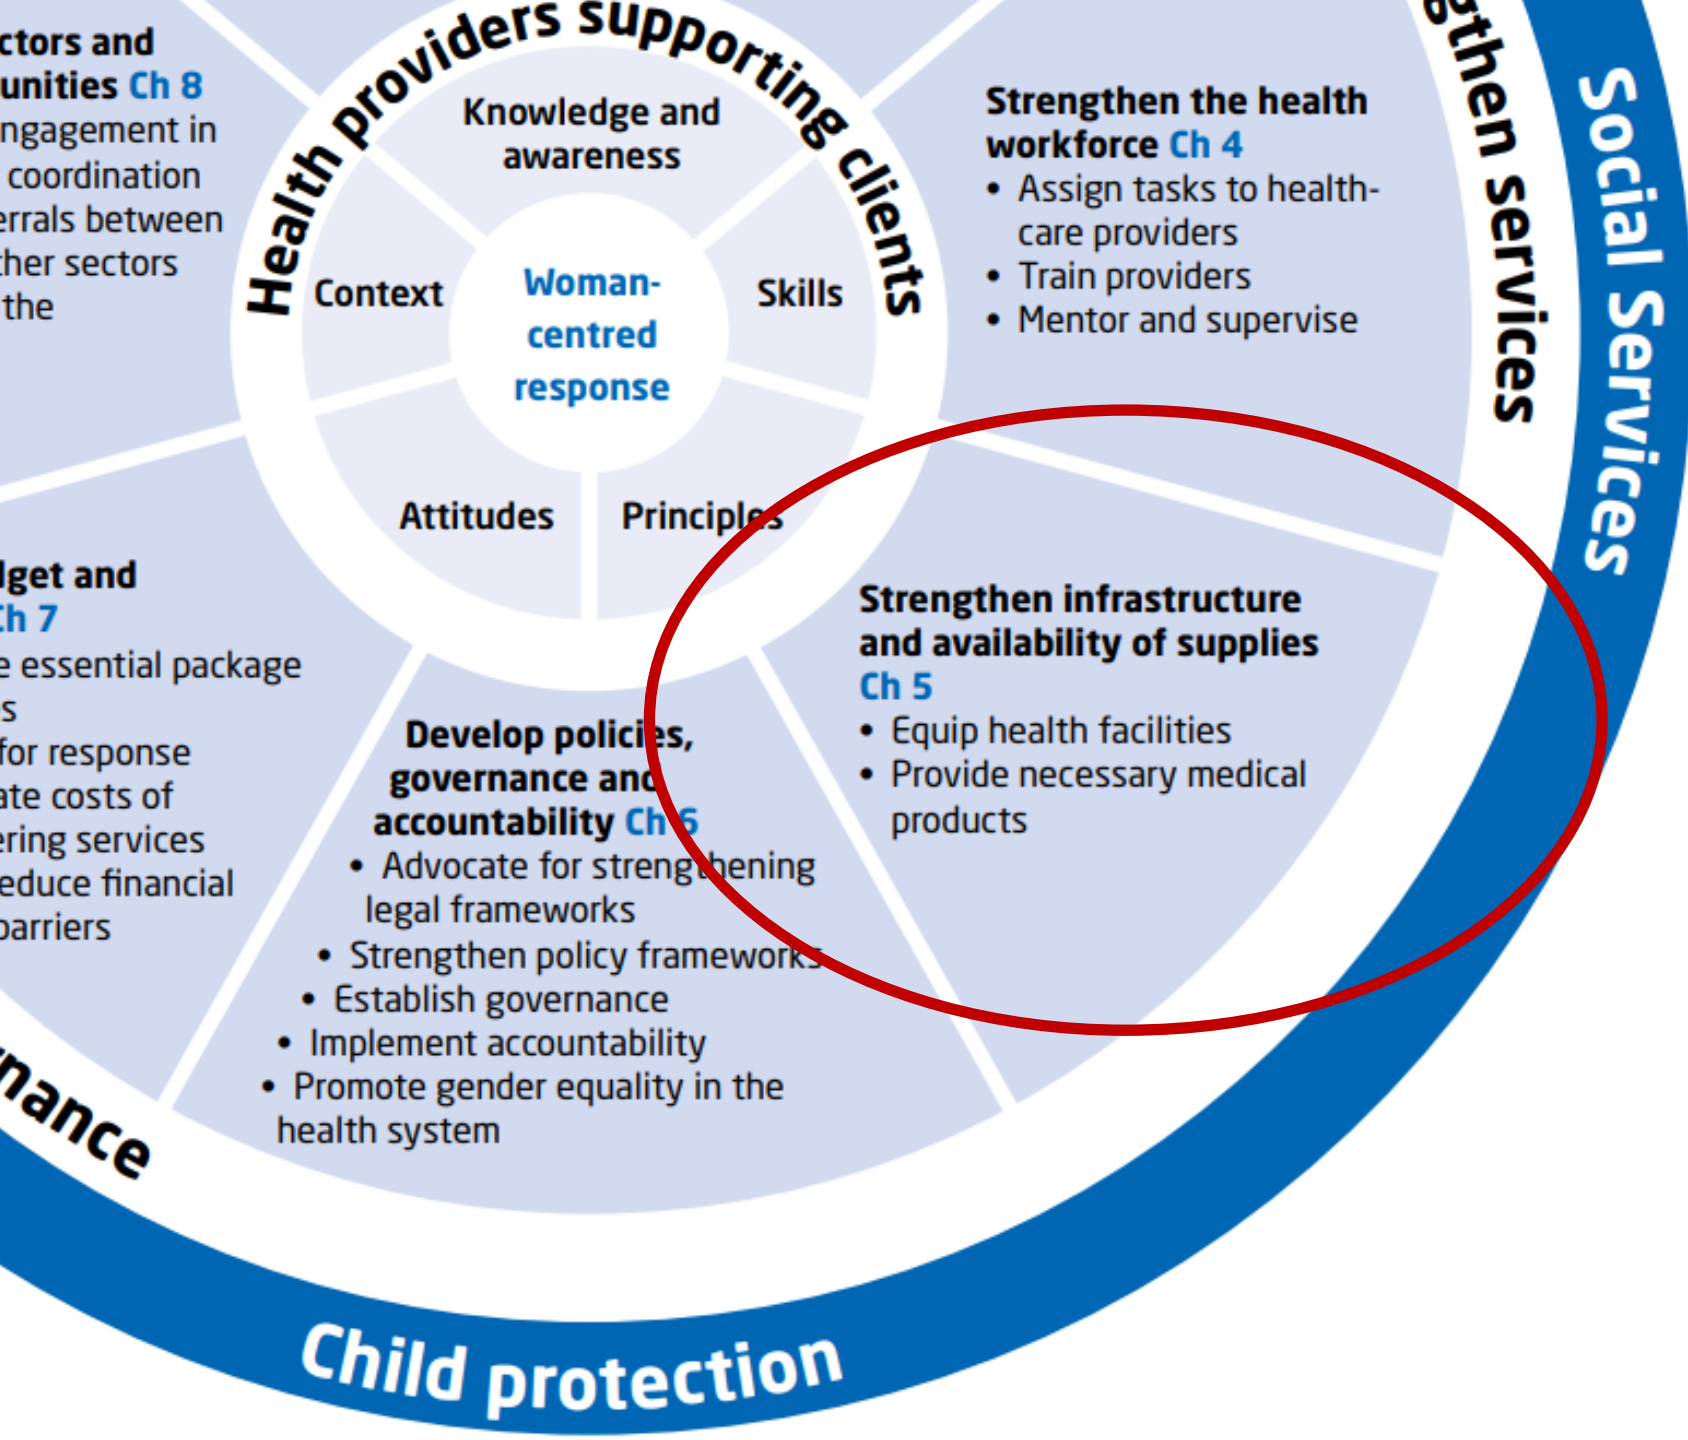 Health providers supporting clients
Knowledge and
awareness
Context
Skills
Attitudes
Principles
Woman-
centred
response
ctors and
unities Ch 8
ngagement in
coordination
errals between
ther sectors
the
Strengthen the health
workforce Ch 4
• Assign tasks to health-
care providers
• Train providers
• Mentor and supervise
gthen services
Social Services
Strengthen infrastructure
and availability of supplies
Ch 5
• Equip health facilities
• Provide necessary medical
products
Develop policies,
governance and
accountability Ch 6
• Advocate for strengthening
legal frameworks
• Strengthen policy frameworks
• Establish governance
• Implement accountability
• Promote gender equality in the
health system
dget and
Ch 7
e essential package
s
for response
ate costs of
ering services
educe financial
barriers
nance
Child protection